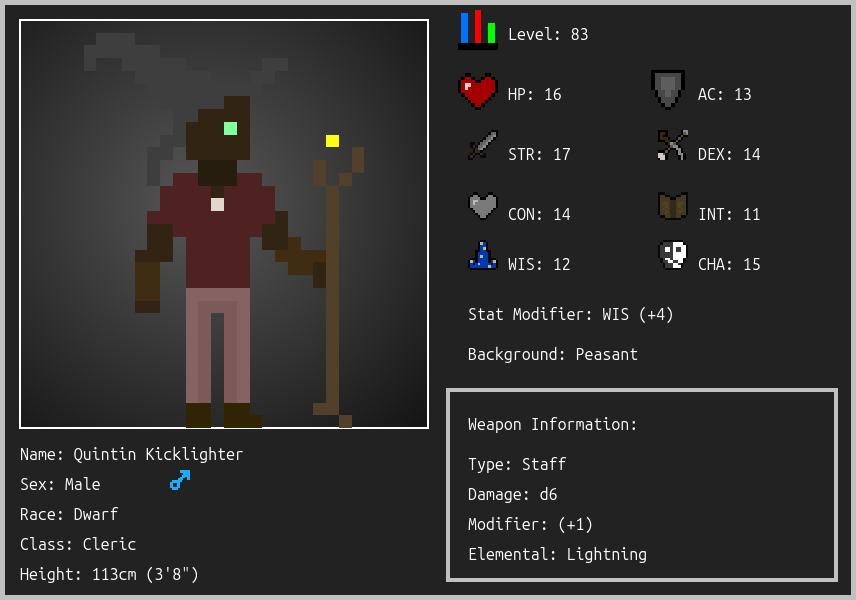 Level: 83
HP: 16
AC: 13
STR: 17
DEX: 14
CON: 14
INT: 11
WIS: 12
CHA: 15
Stat Modifier: WIS (+4)
Background: Peasant
Weapon Information:
Type: Staff
Damage: d6
Modifier: (+1)
Elemental: Lightning
Name: Quintin Kicklighter
Sex: Male
Race: Dwarf
Class: Cleric
Height: 113cm (3'8")